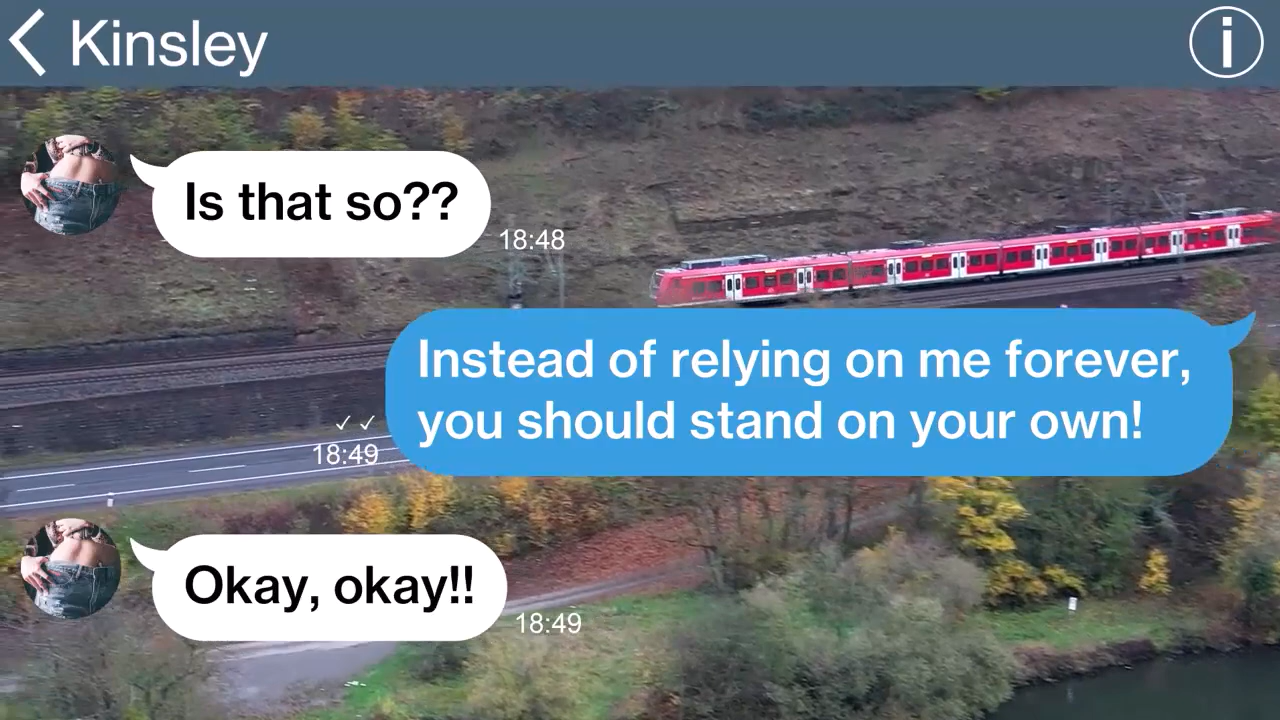 Kinsley
i
Is that so??
18:48
Instead of relying on me forever,
you should stand on your own!
18:49
Okay, okay!!
18:49